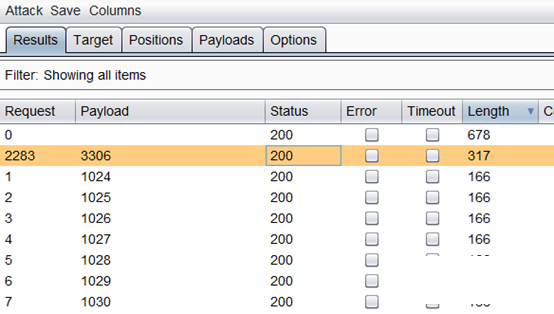 Attack Save Columns
Results Target Positions Payloads Options
Filter: Showing all items
Request Payload Status Error Timeout Length
0 200 678
2283 3306 200 317
1 1024 200 166
2 1025 200 166
3 1026 200 166
4 1027 200 166
5 1028 200
6 1029 200
7 1030 200